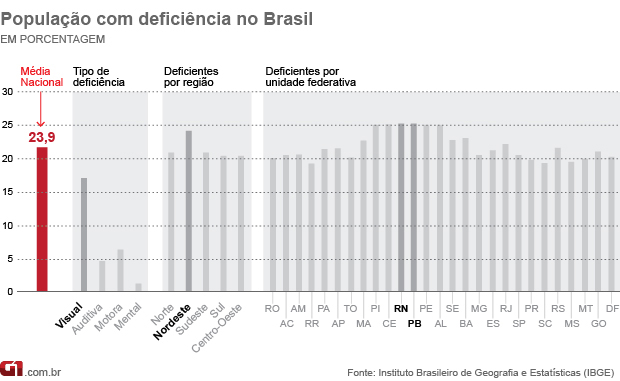 População com deficiência no Brasil
EM PORCENTAGEM
Média
Nacional
Tipo de
deficiência
Deficientes
por região
Deficientes por
unidade federativa
30
25
20
15
10
5
0
23,9
Visual
Auditiva
Motora
Mental
Norte
Nordeste
Sudeste
Sul
Centro-Oeste
RO AM PA TO PI RN PE SE MG RJ PR RS MT DF
AC RR AP MA CE PB AL BA ES SP SC MS GO
G1.com.br
Fonte: Instituto Brasileiro de Geografia e Estatísticas (IBGE)